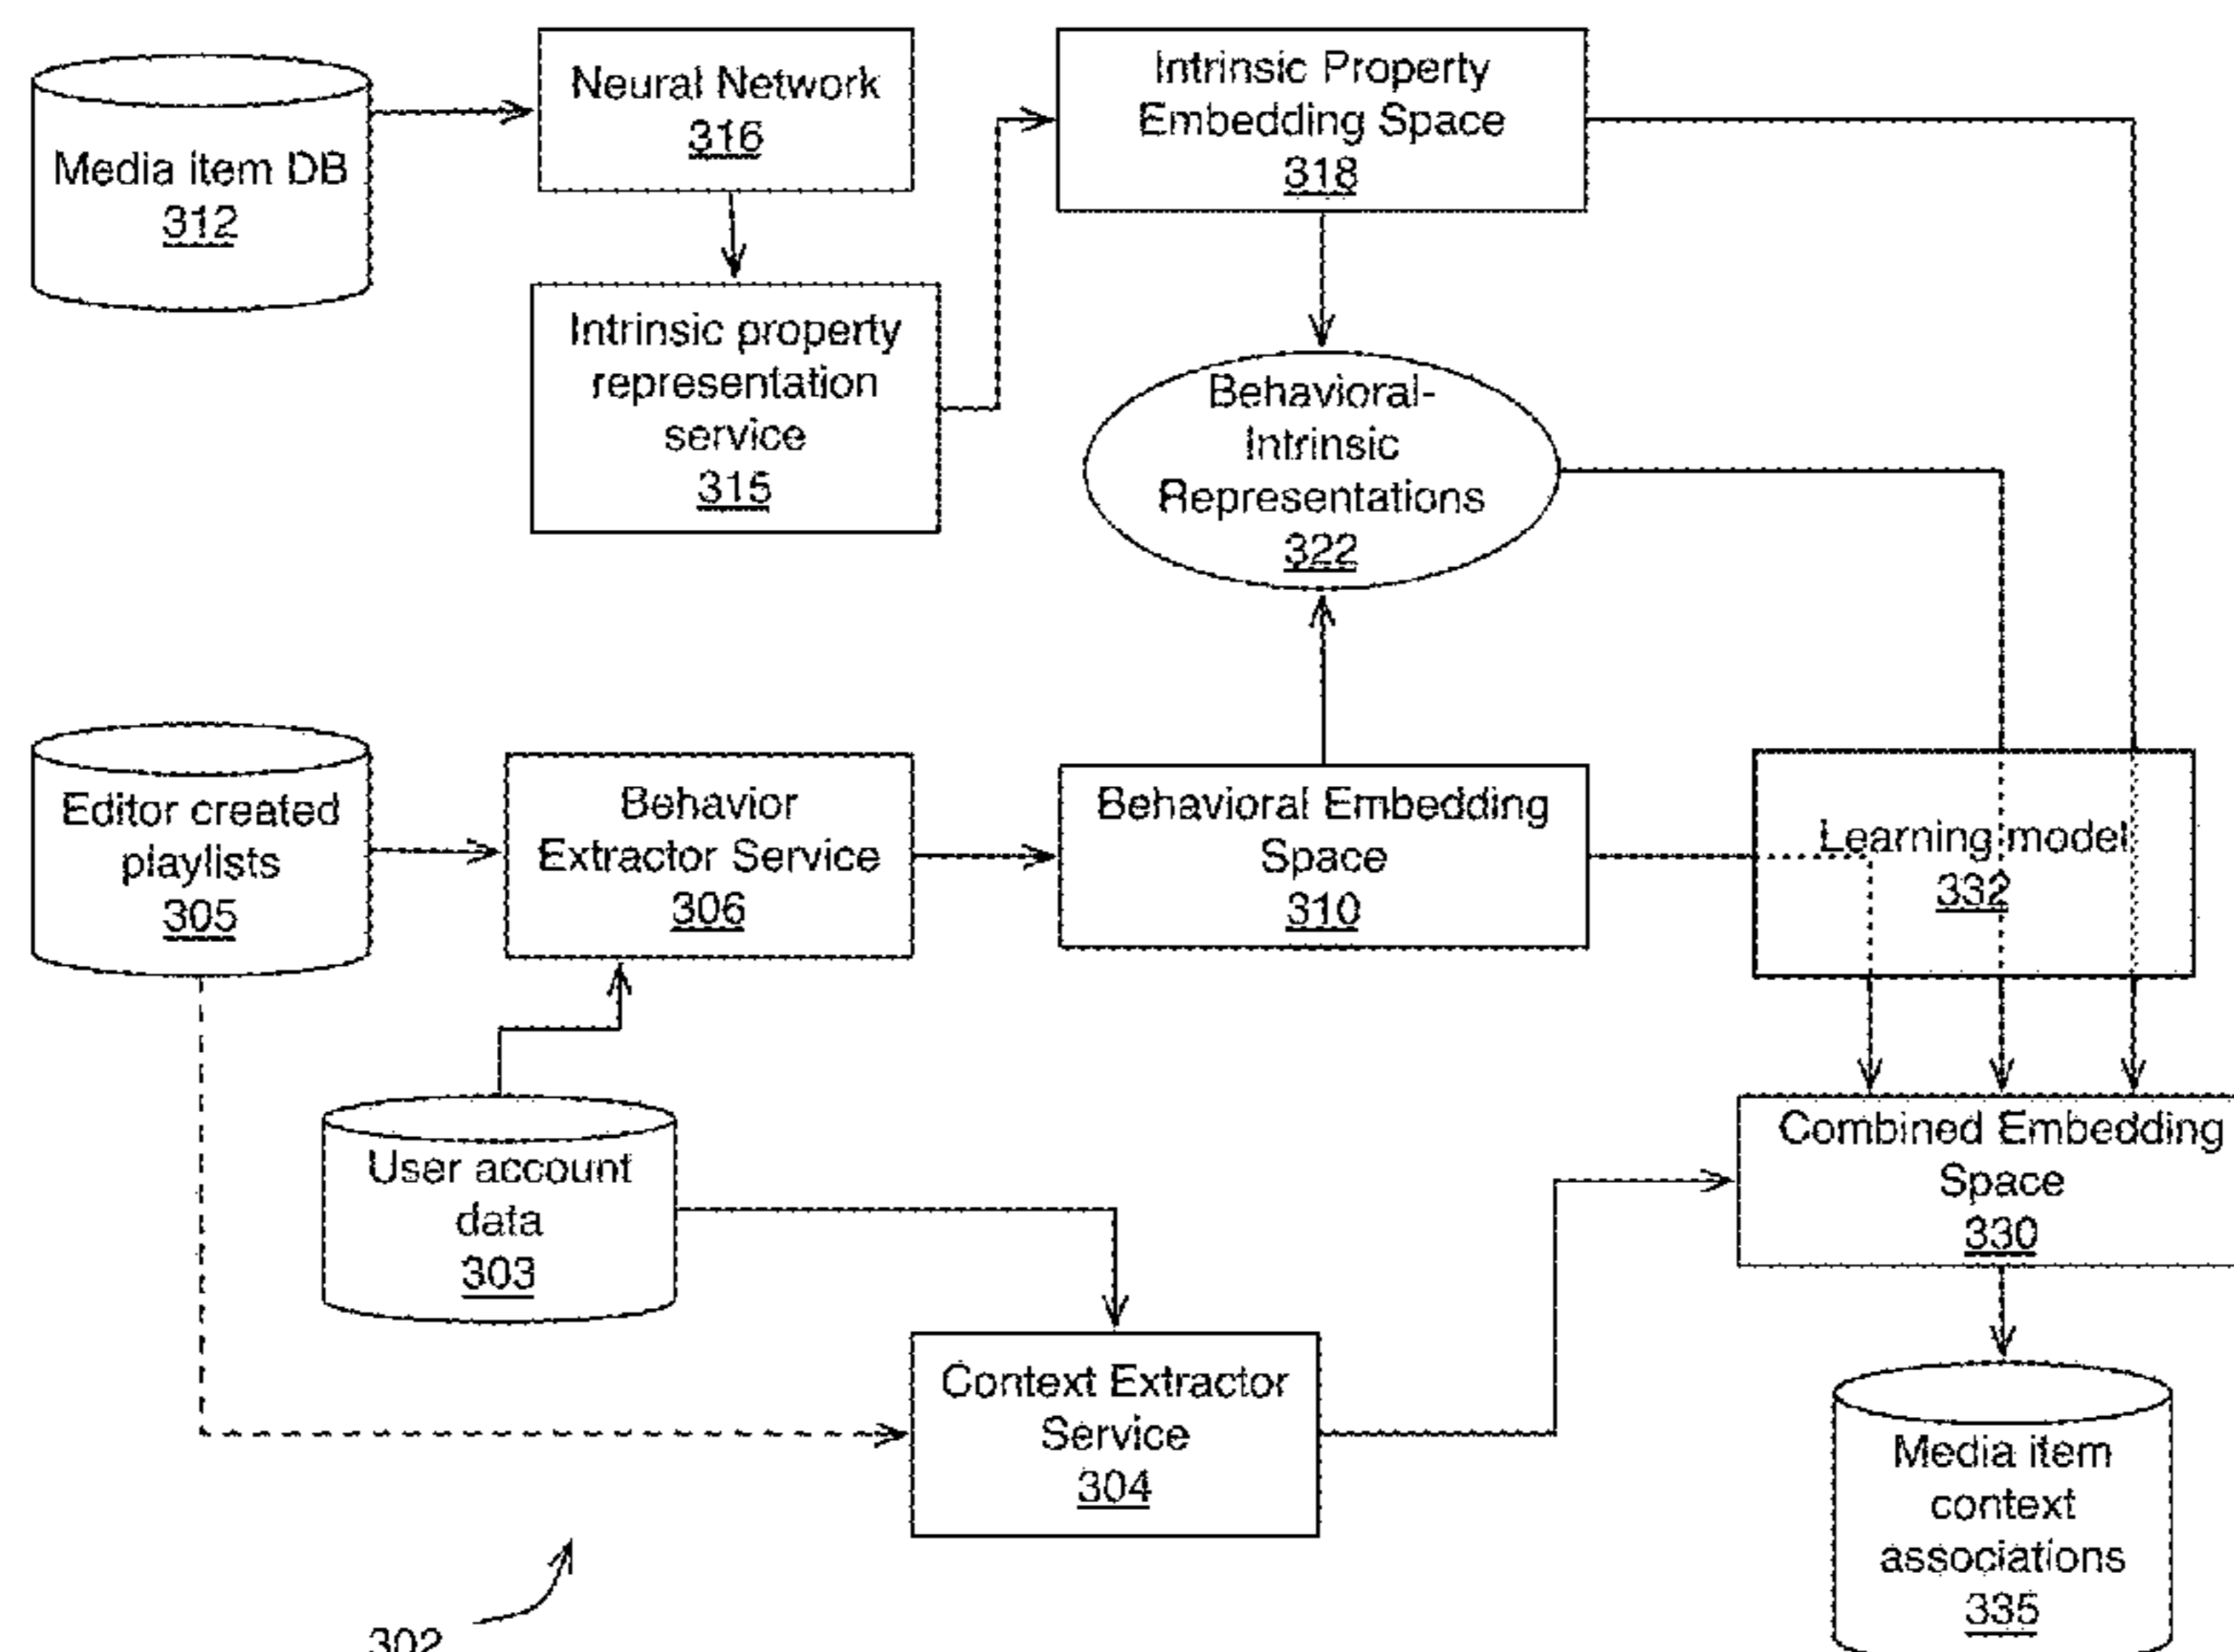 Media item DB
312
Neural Network
316
Intrinsic property
representation
service
315
Intrinsic Property
Embedding Space
318
Behavioral-
Intrinsic
Representations
322
Editor created
playlists
305
Behavior
Extractor Service
306
Behavioral Embedding
Space
310
Learning model
332
User account
data
303
Combined Embedding
Space
330
Context Extractor
Service
304
Media item
context
associations
335
302